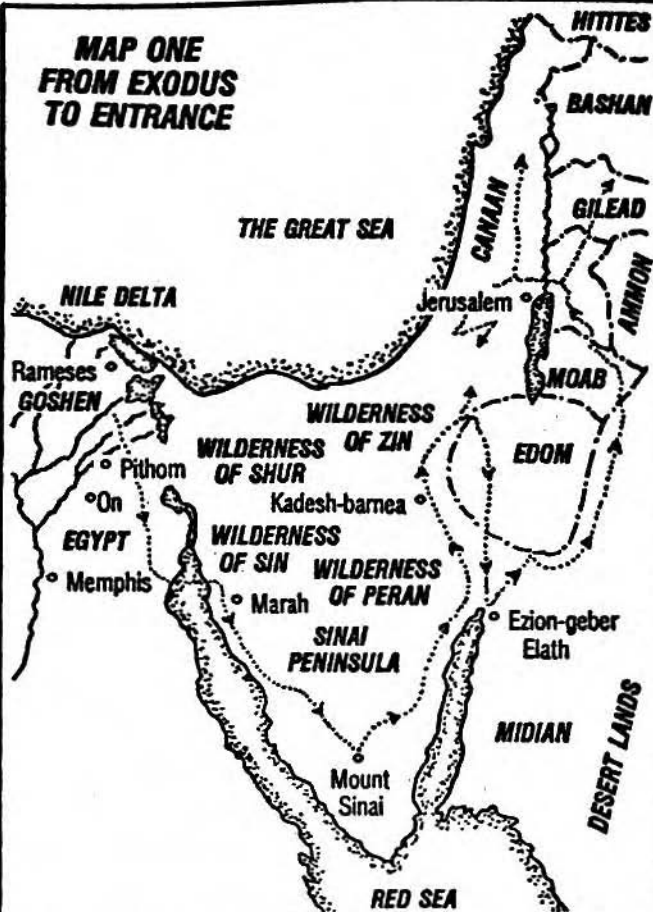 MAP ONE
FROM EXODUS
TO ENTRANCE
HITITES
BASHAN
GILEAD
CANAAN
AMMON
THE GREAT SEA
NILE DELTA
Jerusalem
Rameses
GOSHEN
MOAB
WILDERNESS
OF ZIN
EDOM
WILDERNESS
OF SHUR
Pithom
On
Kadesh-barnea
EGYPT
WILDERNESS
OF SIN
Memphis
WILDERNESS
OF PERAN
Marah
Ezion-geber
Elath
SINAI
PENINSULA
MIDIAN
DESERT LANDS
Mount
Sinai
RED SEA